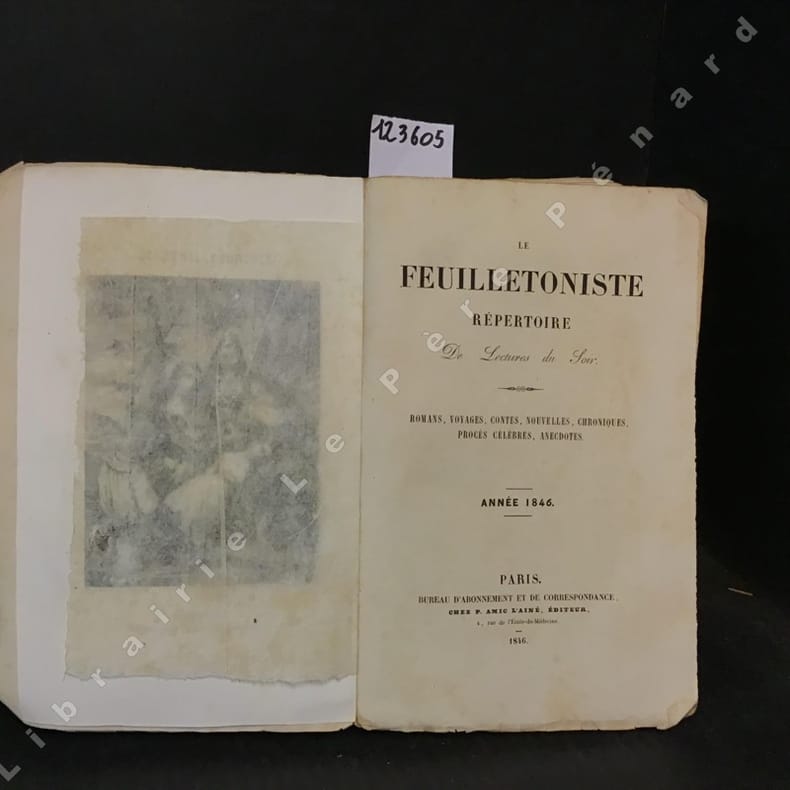 123605
LE
FEUILLETONISTE
RÉPERTOIRE
De Lectures du Soir.
ROMANS, VOYAGES, CONTES, NOUVELLES, CHRONIQUES,
PROCÈS CÉLÈBRES, ANECDOTES.
ANNÉE 1846.
PARIS.
BUREAU D'ABONNEMENT ET DE CORRESPONDANCE,
CHEZ P. AMIC L'AINÉ, ÉDITEUR,
rue de l'École-de-Médecine.
1846.
Librairie Le Père Pénard